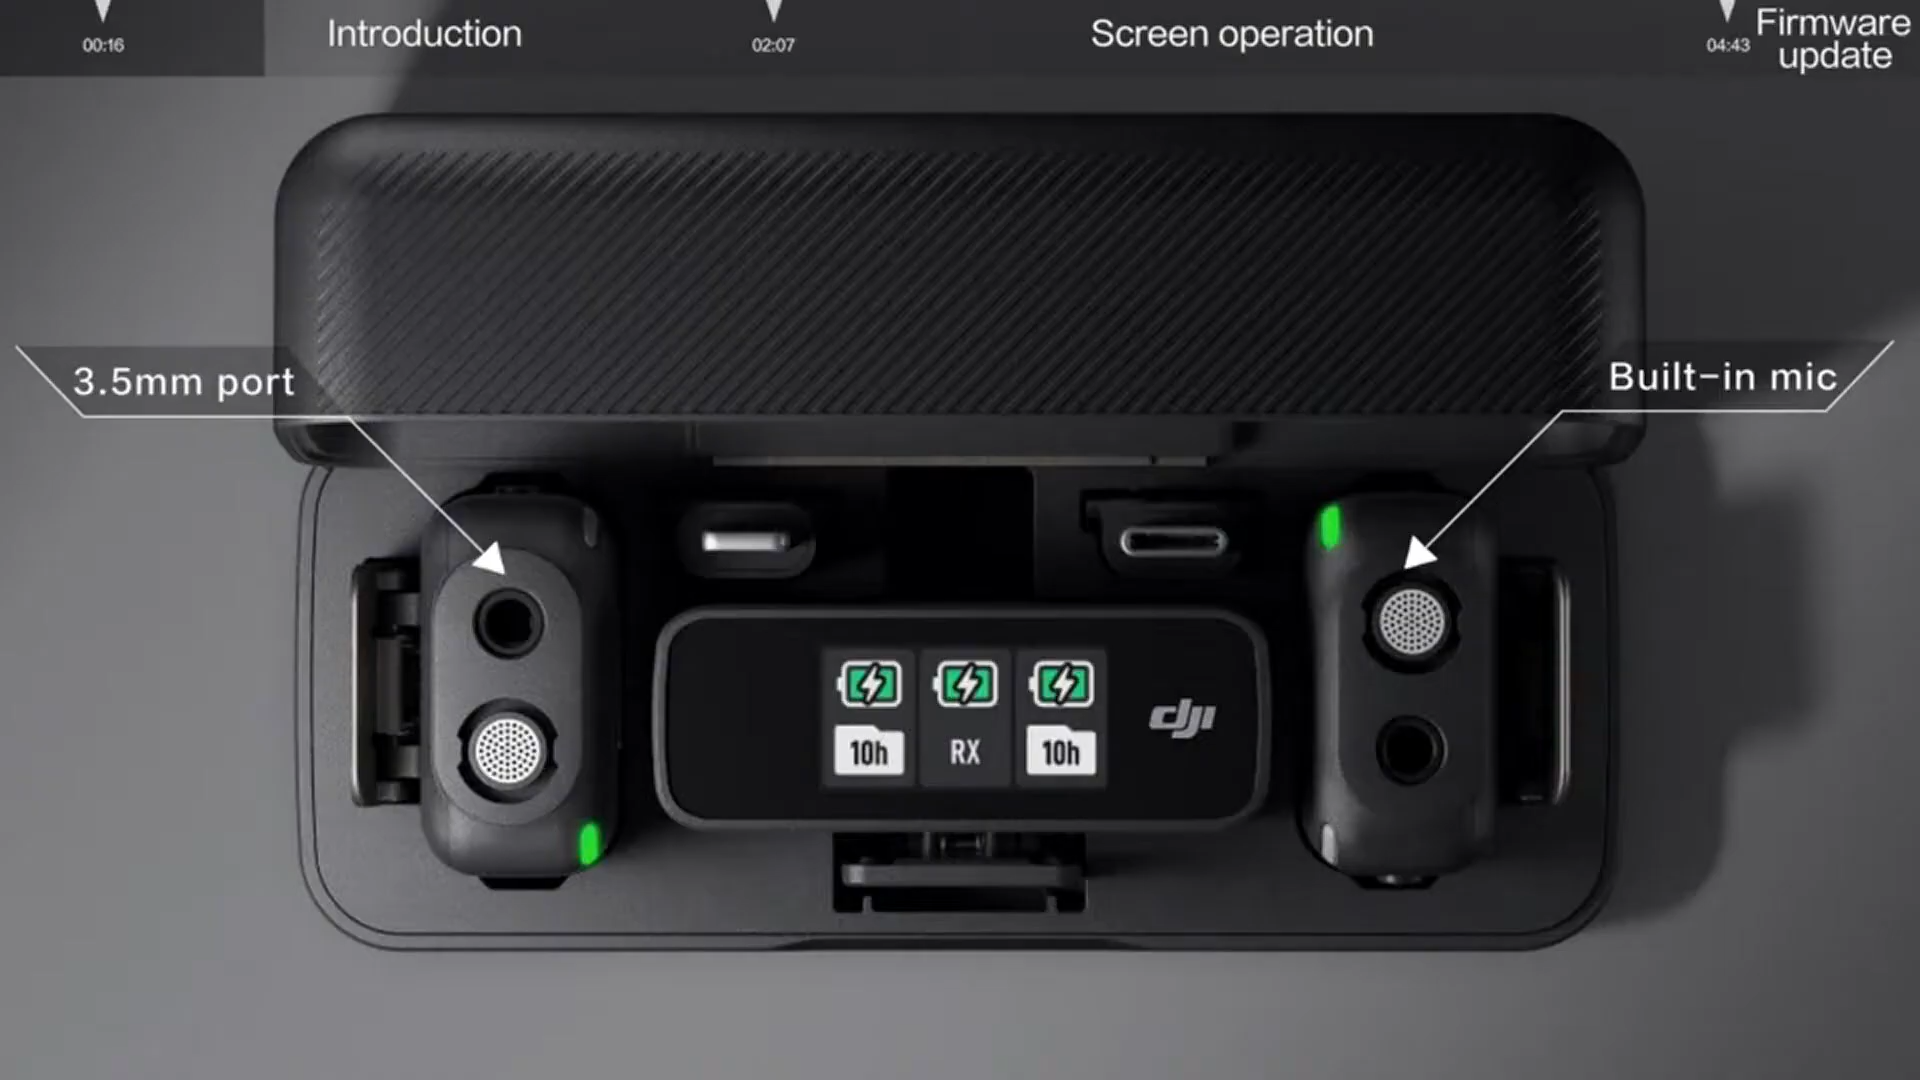 00:16
Introduction
02:07
Screen operation
04:43
Firmware
update
3.5mm port
Built-in mic
10h
RX
10h
dji